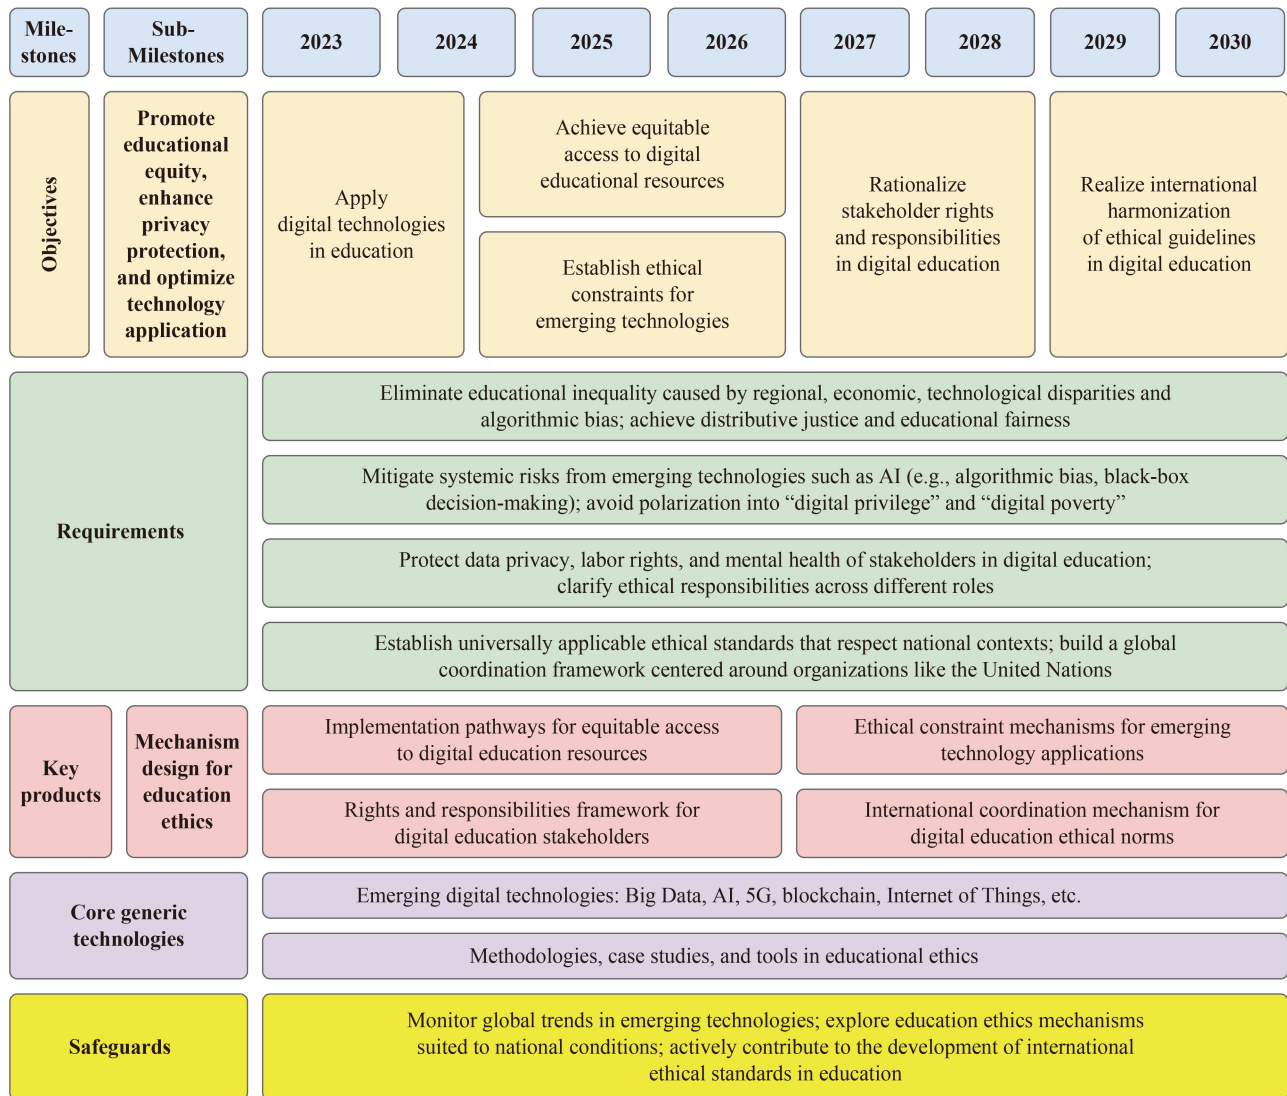 Mile-
stones
Sub-
Milestones
2023
2024
2025
2026
2027
2028
2029
2030
Objectives
Promote
educational
equity,
enhance
privacy
protection,
and optimize
technology
application
Apply
digital technologies
in education
Achieve equitable
access to digital
educational resources
Establish ethical
constraints for
emerging technologies
Rationalize
stakeholder rights
and responsibilities
in digital education
Realize international
harmonization
of ethical guidelines
in digital education
Requirements
Eliminate educational inequality caused by regional, economic, technological disparities and
algorithmic bias; achieve distributive justice and educational fairness
Mitigate systemic risks from emerging technologies such as AI (e.g., algorithmic bias, black-box
decision-making); avoid polarization into “digital privilege” and “digital poverty”
Protect data privacy, labor rights, and mental health of stakeholders in digital education;
clarify ethical responsibilities across different roles
Establish universally applicable ethical standards that respect national contexts; build a global
coordination framework centered around organizations like the United Nations
Key
products
Mechanism
design for
education
ethics
Implementation pathways for equitable access
to digital education resources
Ethical constraint mechanisms for emerging
technology applications
Rights and responsibilities framework for
digital education stakeholders
International coordination mechanism for
digital education ethical norms
Core generic
technologies
Emerging digital technologies: Big Data, AI, 5G, blockchain, Internet of Things, etc.
Methodologies, case studies, and tools in educational ethics
Safeguards
Monitor global trends in emerging technologies; explore education ethics mechanisms
suited to national conditions; actively contribute to the development of international
ethical standards in education